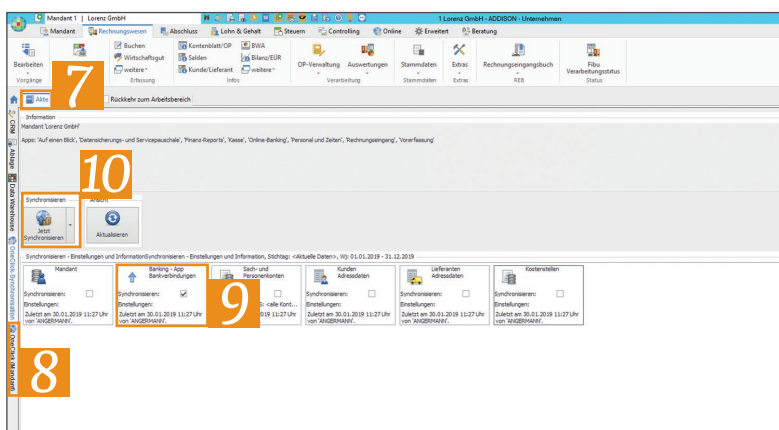 Mandant 1 | Lorenz GmbH
1 Lorenz GmbH - ADDISON - Unternehmen
Mandant Rechnungswesen Abschluss Lohn & Gehalt Steuern Controlling Online Erweitert Beratung
Bearbeiten
Vorgänge
Buchen
Wirtschaftsgut
weitere
Erfassung
Kontenblatt/OP
Salden
Kunde/Lieferant
BWA
Bilanz/EÜR
weitere
Infos
OP-Verwaltung
Auswertungen
Verarbeitung
Stammdaten
Stammdaten
Extras
Extras
Rechnungseingangsbuch
REB
Fibu
Verarbeitungsstatus
Status
7
Akte
Rückkehr zum Arbeitsbereich
Information
Mandant 'Lorenz GmbH'
Apps: 'Auf einen Blick', 'Datensicherungs- und Servicepauschale', 'Finanz-Reports', 'Kasse', 'Online-Banking', 'Personal und Zeiten', 'Rechnungseingang', 'Vorerfassung'
10
Synchronisieren
Ansicht
Jetzt
Synchronisieren
Aktualisieren
Synchronisieren - Einstellungen und InformationSynchronisieren - Einstellungen und Information, Stichtag: <Aktuelle Daten>, WJ: 01.01.2019 - 31.12.2019
Mandant
Synchronisieren:
Einstellungen:
Zuletzt am 30.01.2019 11:27 Uhr
von 'ANGERMANN'.
Banking - App
Bankverbindungen
Synchronisieren:
Einstellungen:
Zuletzt am 30.01.2019 11:27 Uhr
von 'ANGERMANN'.
9
Sach- und
Personenkonten
: <alle Kont...
.2019 11:27 Uhr
Kunden
Adressdaten
Synchronisieren:
Einstellungen:
Zuletzt am 30.01.2019 11:27 Uhr
von 'ANGERMANN'.
Lieferanten
Adressdaten
Synchronisieren:
Einstellungen:
Zuletzt am 30.01.2019 11:27 Uhr
von 'ANGERMANN'.
Kostenstellen
Synchronisieren:
Einstellungen:
Zuletzt am 30.01.2019 11:27 Uhr
von 'ANGERMANN'.
CRM
Ablage
Data Warehouse
OneClick Synchronisation
OneClick (Mandant)
8